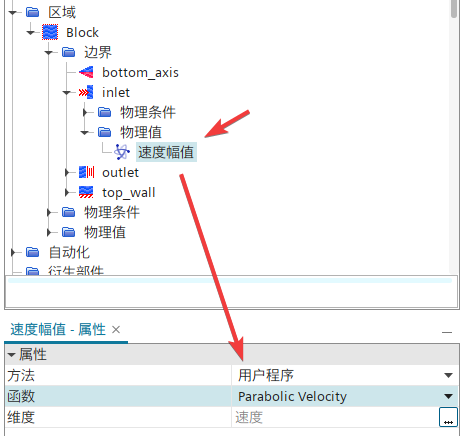 区域
Block
边界
bottom_axis
inlet
物理条件
物理值
速度幅值
outlet
top_wall
物理条件
物理值
自动化
衍生部件
速度幅值 - 属性 ×
属性
方法 用户程序
函数 Parabolic Velocity
维度 速度 ...